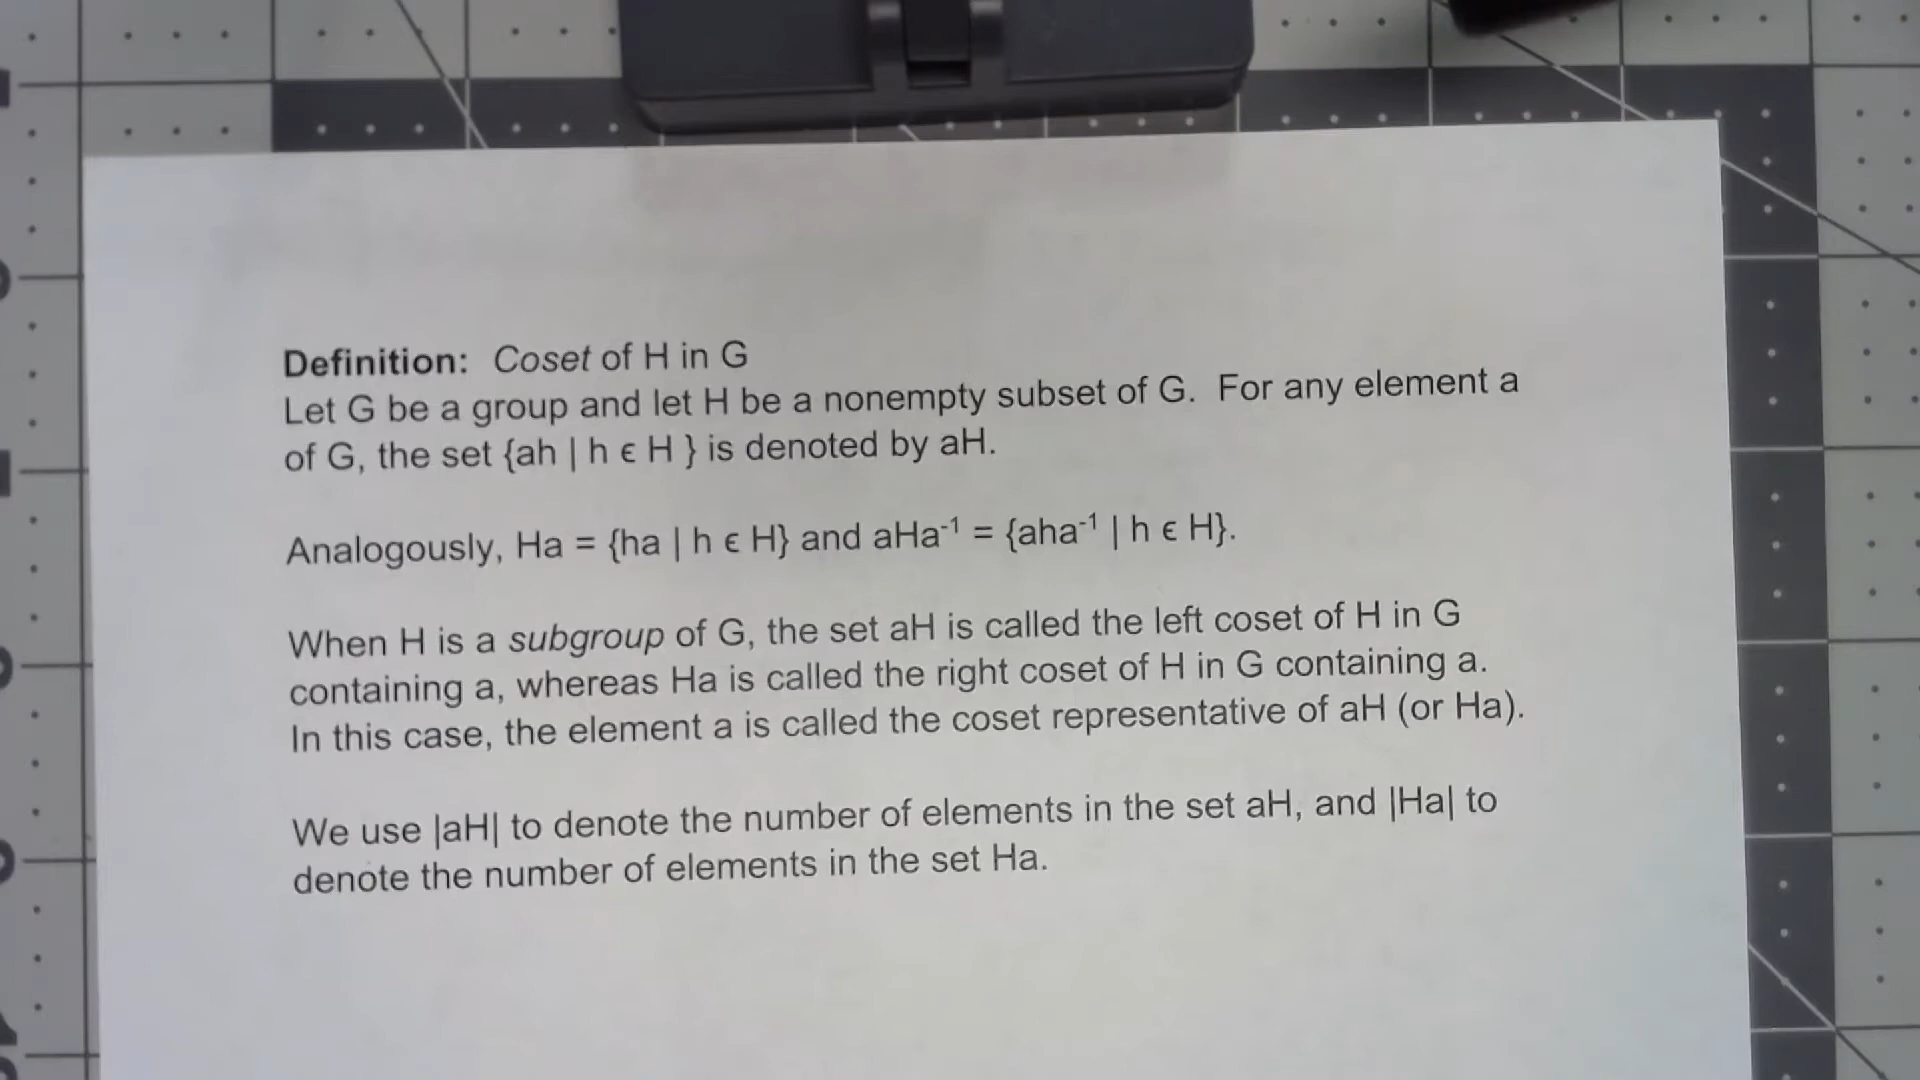 Definition: Coset of H in G
Let G be a group and let H be a nonempty subset of G. For any element a
of G, the set {ah | h ϵ H } is denoted by aH.
Analogously, Ha = {ha | h ϵ H} and aHa⁻¹ = {aha⁻¹ | h ϵ H}.
When H is a subgroup of G, the set aH is called the left coset of H in G
containing a, whereas Ha is called the right coset of H in G containing a.
In this case, the element a is called the coset representative of aH (or Ha).
We use |aH| to denote the number of elements in the set aH, and |Ha| to
denote the number of elements in the set Ha.